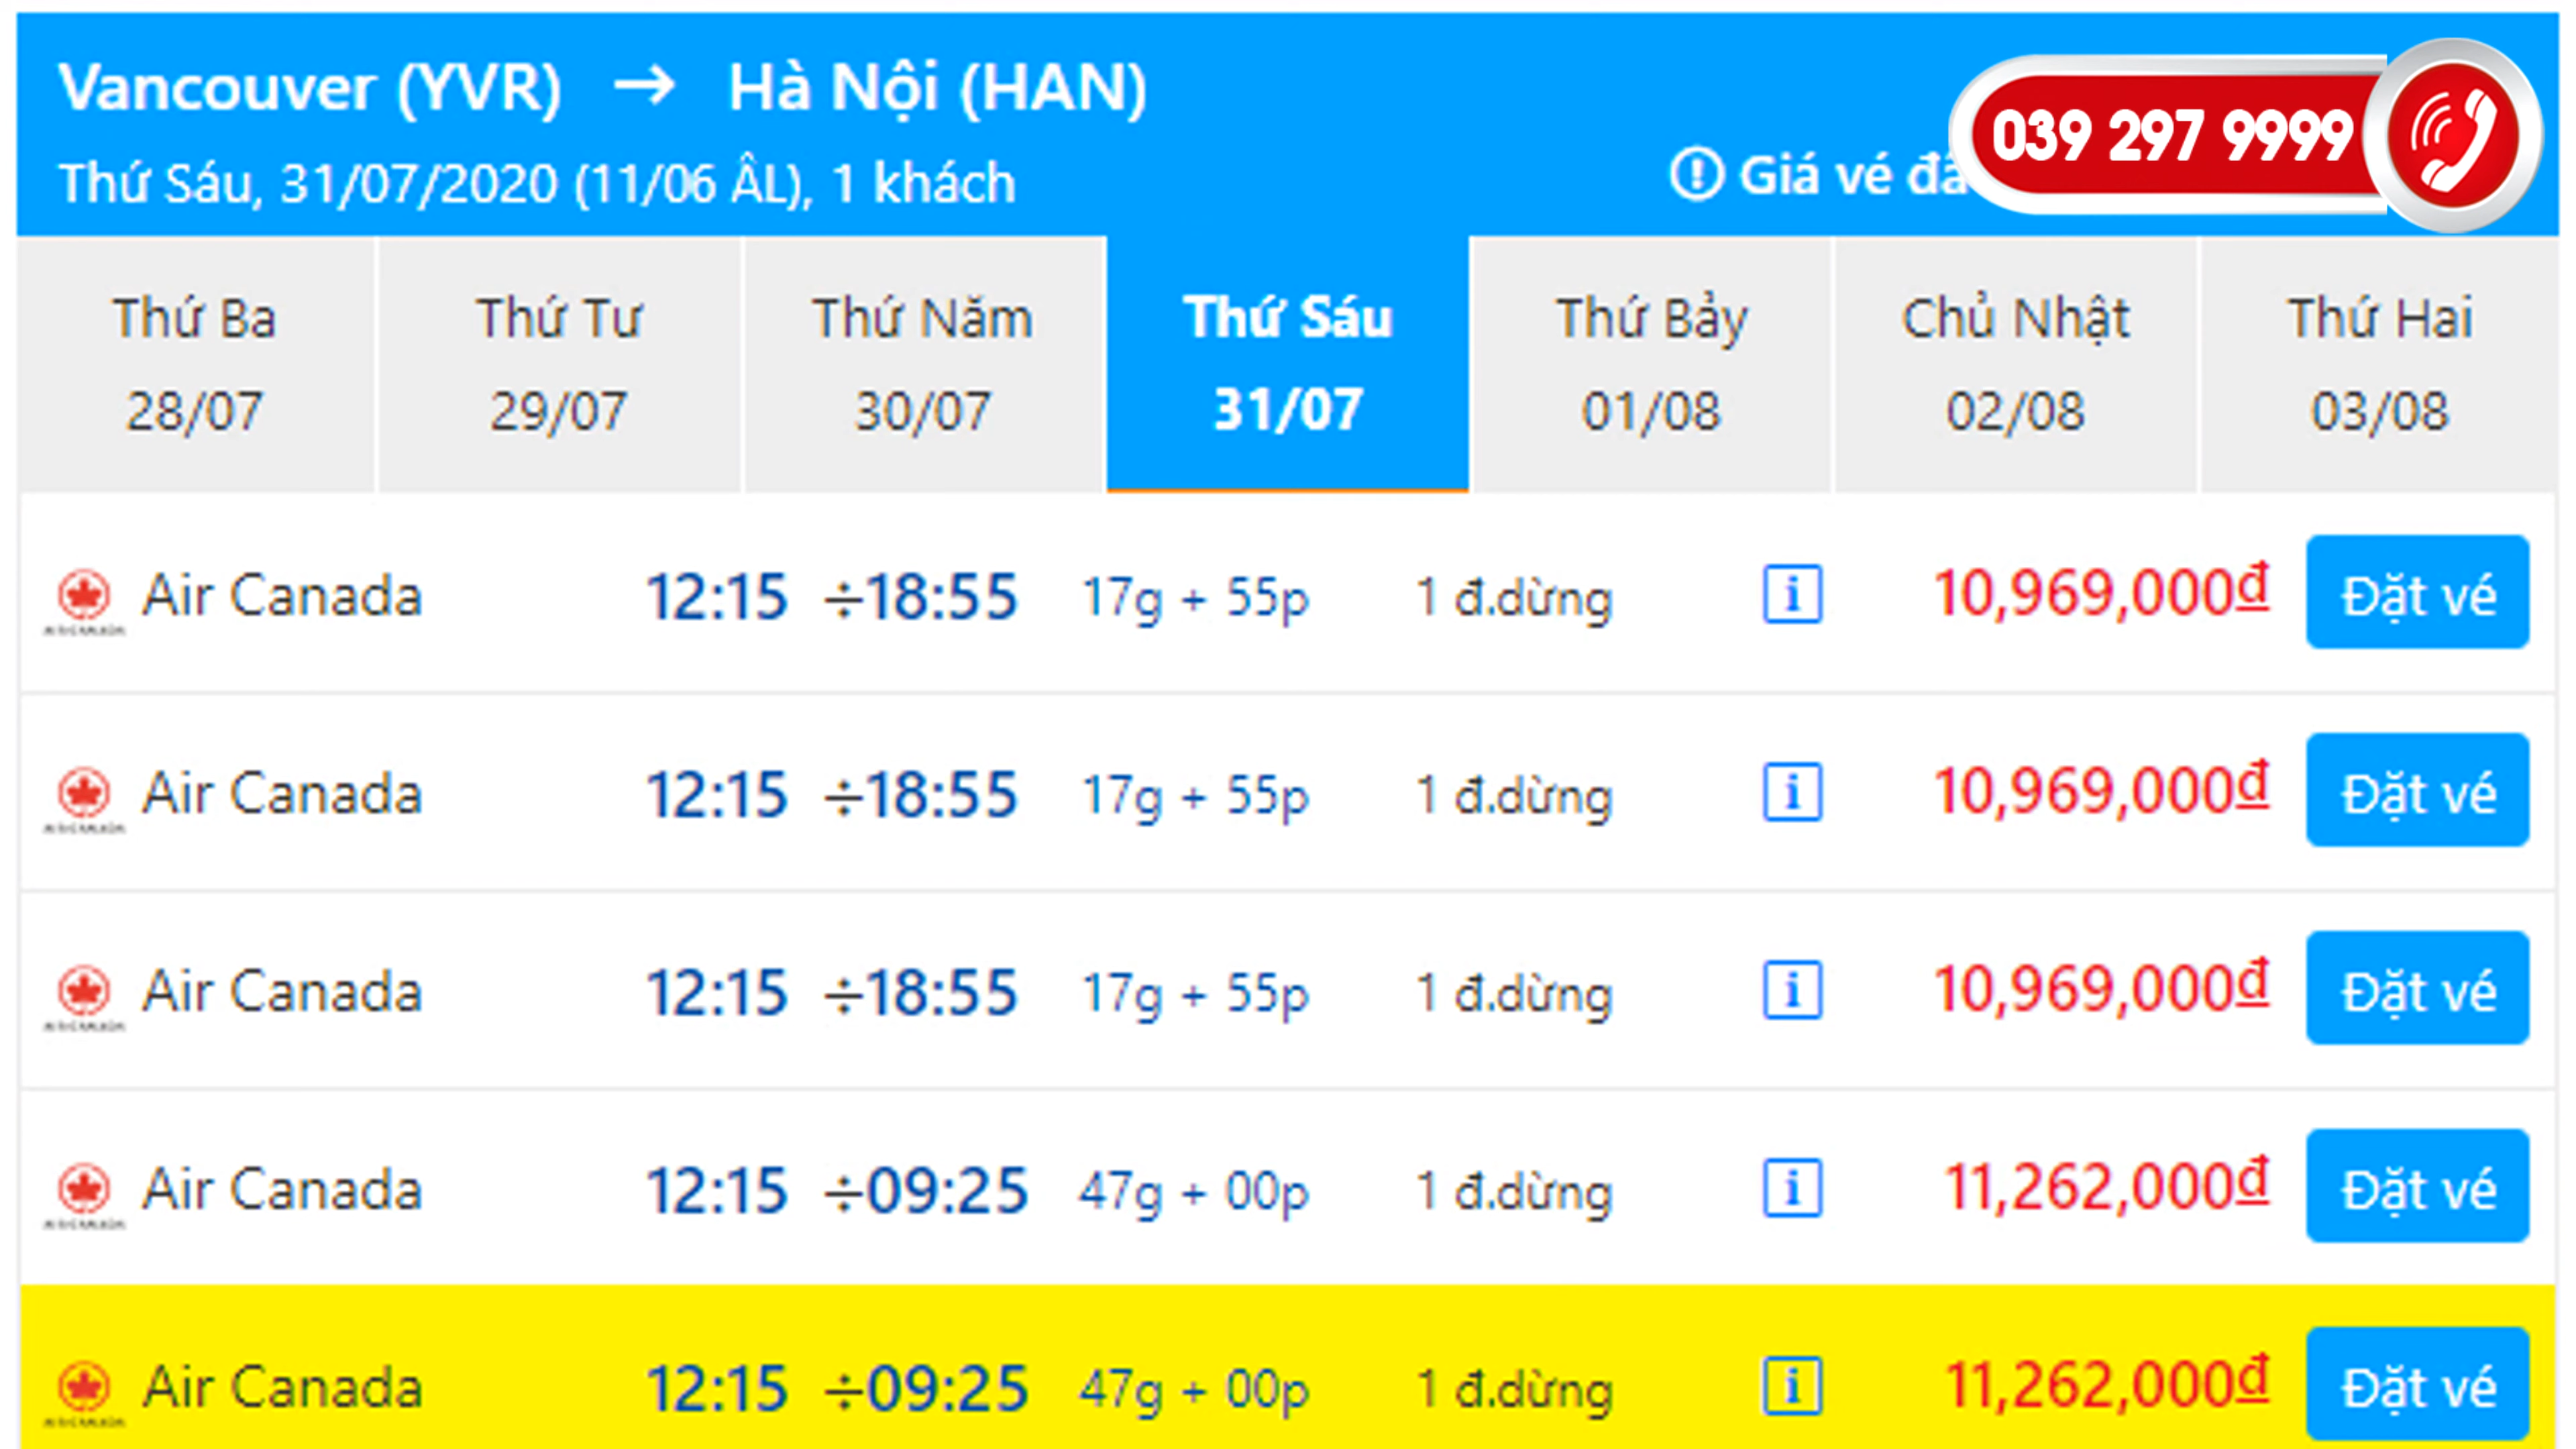 Vancouver (YVR) → Hà Nội (HAN)
Thứ Sáu, 31/07/2020 (11/06 ÂL), 1 khách
Giá vé đã
039 297 9999
Thứ Ba Thứ Tư Thứ Năm Thứ Sáu Thứ Bảy Chủ Nhật Thứ Hai
28/07 29/07 30/07 31/07 01/08 02/08 03/08
Air Canada 12:15 ÷18:55 17g + 55p 1 đ.dừng i 10,969,000đ Đặt vé
Air Canada 12:15 ÷18:55 17g + 55p 1 đ.dừng i 10,969,000đ Đặt vé
Air Canada 12:15 ÷18:55 17g + 55p 1 đ.dừng i 10,969,000đ Đặt vé
Air Canada 12:15 ÷09:25 47g + 00p 1 đ.dừng i 11,262,000đ Đặt vé
Air Canada 12:15 ÷09:25 47g + 00p 1 đ.dừng i 11,262,000đ Đặt vé